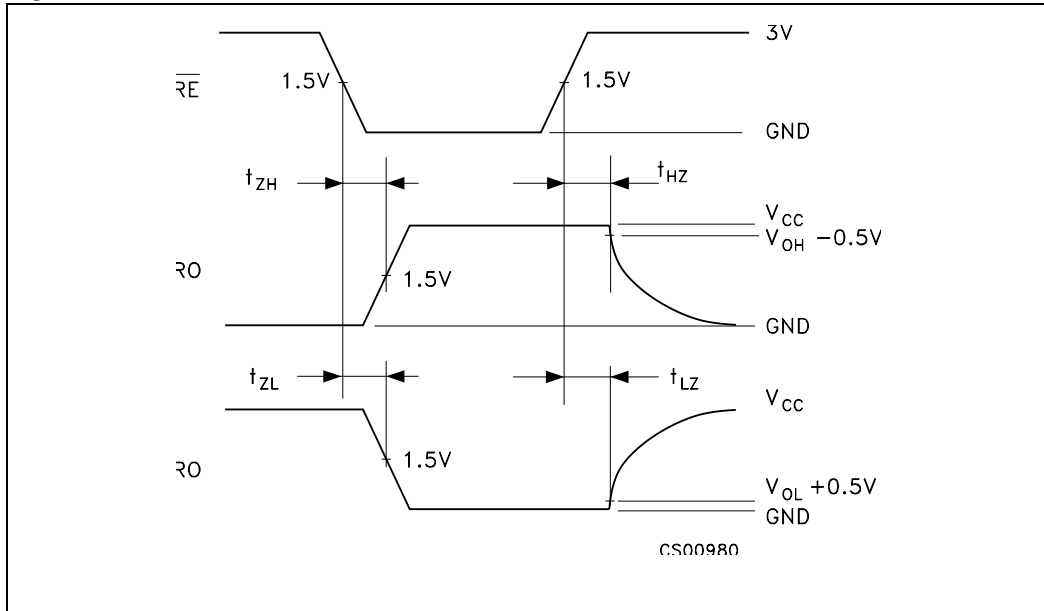 3V
1.5V
1.5V
RE
GND
tZH
tHZ
VCC
VOH −0.5V
RO
1.5V
GND
tZL
tLZ
VCC
1.5V
RO
VOL +0.5V
GND
CS00980